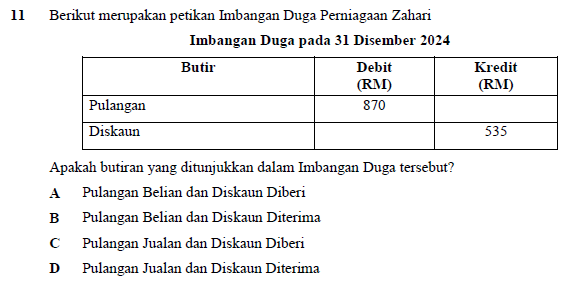 11 Berikut merupakan petikan Imbangan Duga Perniagaan Zahari
Imbangan Duga pada 31 Disember 2024
Butir Debit (RM) Kredit (RM)
Pulangan 870
Diskaun 535
Apakah butiran yang ditunjukkan dalam Imbangan Duga tersebut?
A Pulangan Belian dan Diskaun Diberi
B Pulangan Belian dan Diskaun Diterima
C Pulangan Jualan dan Diskaun Diberi
D Pulangan Jualan dan Diskaun Diterima